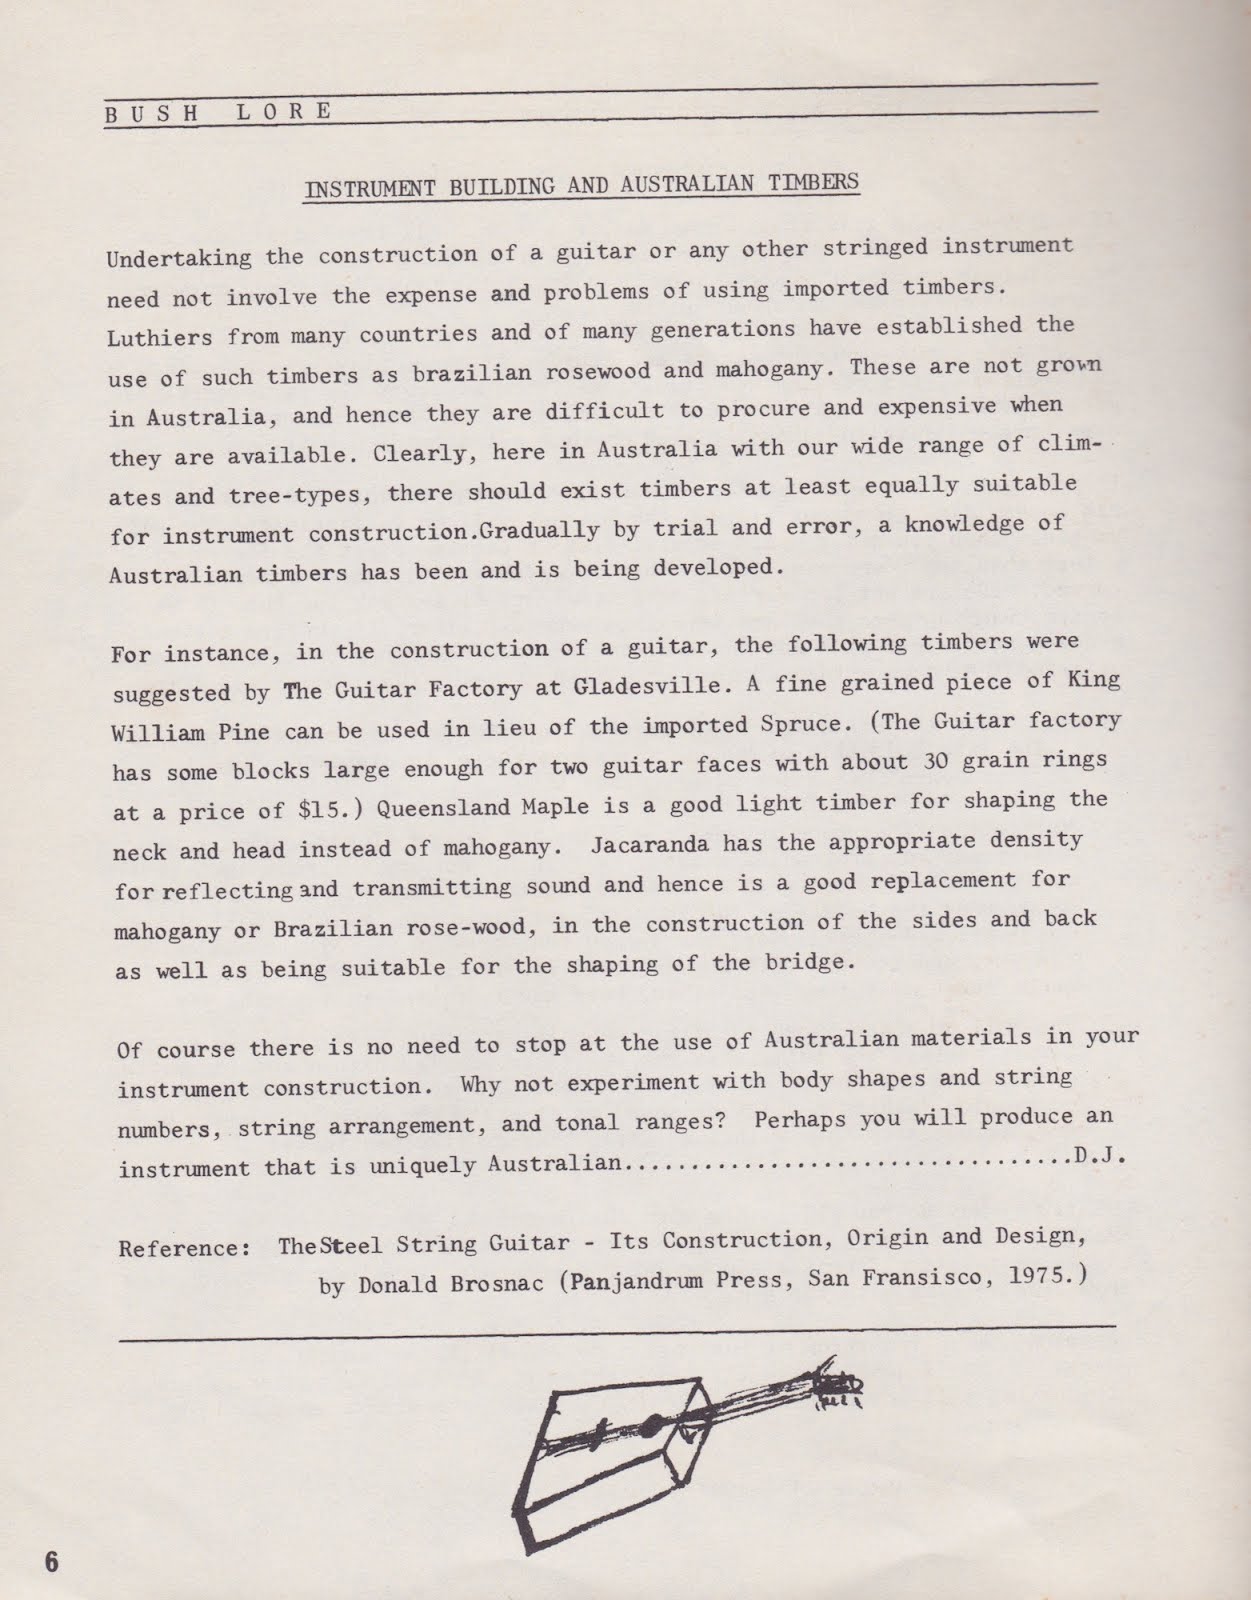 BUSH LORE
INSTRUMENT BUILDING AND AUSTRALIAN TIMBERS
Undertaking the construction of a guitar or any other stringed instrument
need not involve the expense and problems of using imported timbers.
Luthiers from many countries and of many generations have established the
use of such timbers as brazilian rosewood and mahogany. These are not grown
in Australia, and hence they are difficult to procure and expensive when
they are available. Clearly, here in Australia with our wide range of clim-
ates and tree-types, there should exist timbers at least equally suitable
for instrument construction.Gradually by trial and error, a knowledge of
Australian timbers has been and is being developed.
For instance, in the construction of a guitar, the following timbers were
suggested by The Guitar Factory at Gladesville. A fine grained piece of King
William Pine can be used in lieu of the imported Spruce. (The Guitar factory
has some blocks large enough for two guitar faces with about 30 grain rings
at a price of $15.) Queensland Maple is a good light timber for shaping the
neck and head instead of mahogany. Jacaranda has the appropriate density
for reflecting and transmitting sound and hence is a good replacement for
mahogany or Brazilian rose-wood, in the construction of the sides and back
as well as being suitable for the shaping of the bridge.
Of course there is no need to stop at the use of Australian materials in your
instrument construction. Why not experiment with body shapes and string
numbers, string arrangement, and tonal ranges? Perhaps you will produce an
instrument that is uniquely Australian..................................D.J.
Reference: TheSteel String Guitar - Its Construction, Origin and Design,
by Donald Brosnac (Panjandrum Press, San Fransisco, 1975.)
6